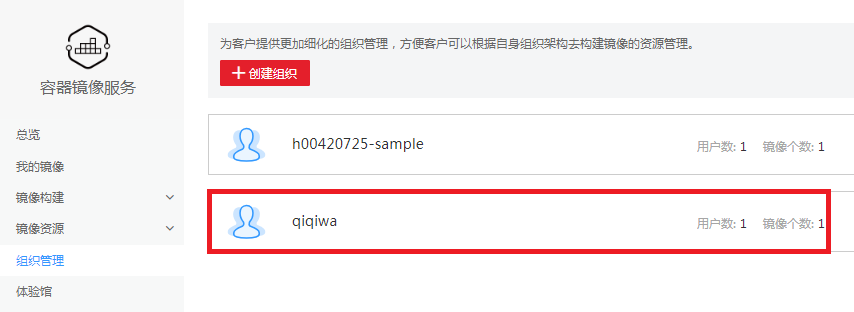 容器镜像服务
总览
我的镜像
镜像构建
镜像资源
组织管理
体验馆
为客户提供更加细化的组织管理，方便客户可以根据自身组织架构去构建镜像的资源管理。
创建组织
h00420725-sample 用户数: 1 镜像个数: 1
qiqiwa 用户数: 1 镜像个数: 1